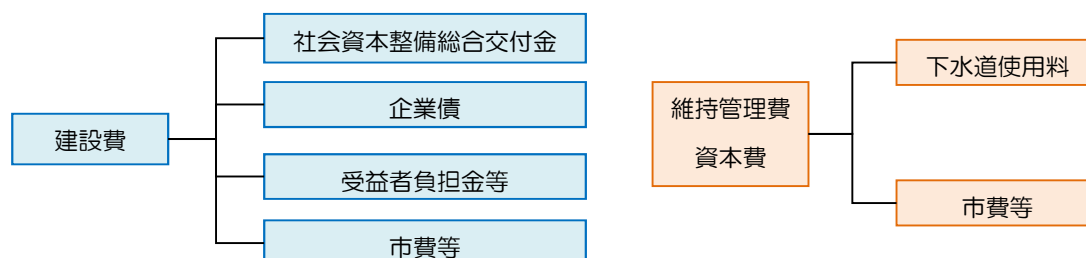 建設費
社会資本整備総合交付金
企業債
受益者負担金等
市費等
維持管理費
資本費
下水道使用料
市費等